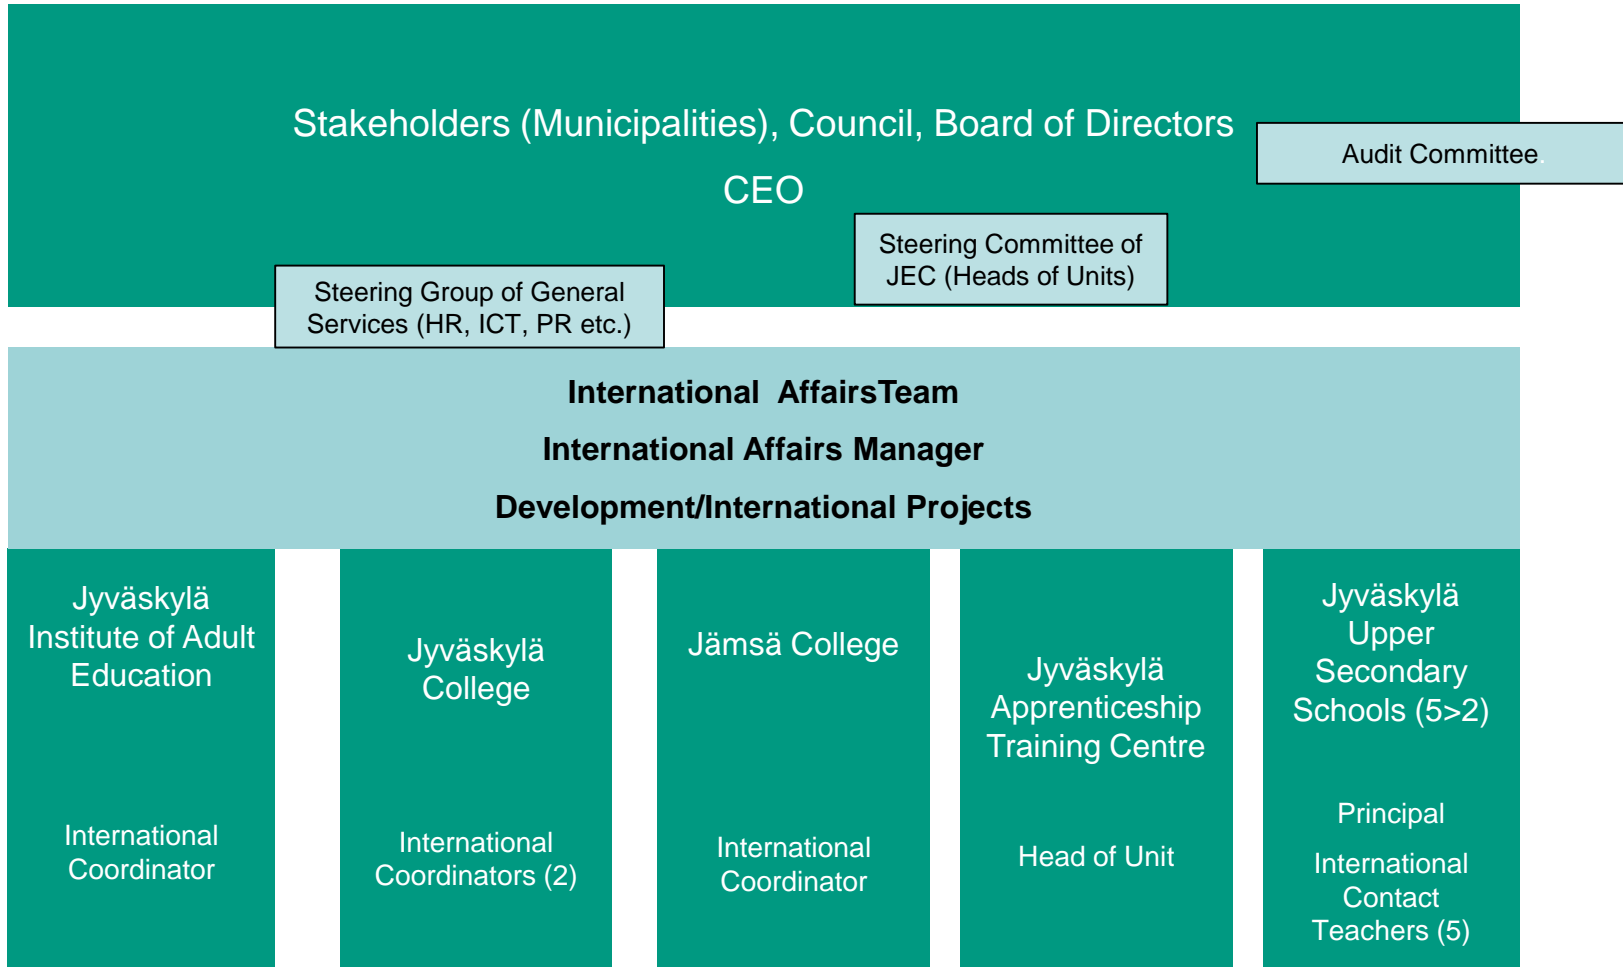 Stakeholders (Municipalities), Council, Board of Directors
CEO
Audit Committee.
Steering Committee of
JEC (Heads of Units)
Steering Group of General
Services (HR, ICT, PR etc.)
International AffairsTeam
International Affairs Manager
Development/International Projects
Jyväskylä
Institute of Adult
Education
International
Coordinator
Jyväskylä
College
International
Coordinators (2)
Jämsä College
International
Coordinator
Jyväskylä
Apprenticeship
Training Centre
Head of Unit
Jyväskylä
Upper
Secondary
Schools (5>2)
Principal
International
Contact
Teachers (5)